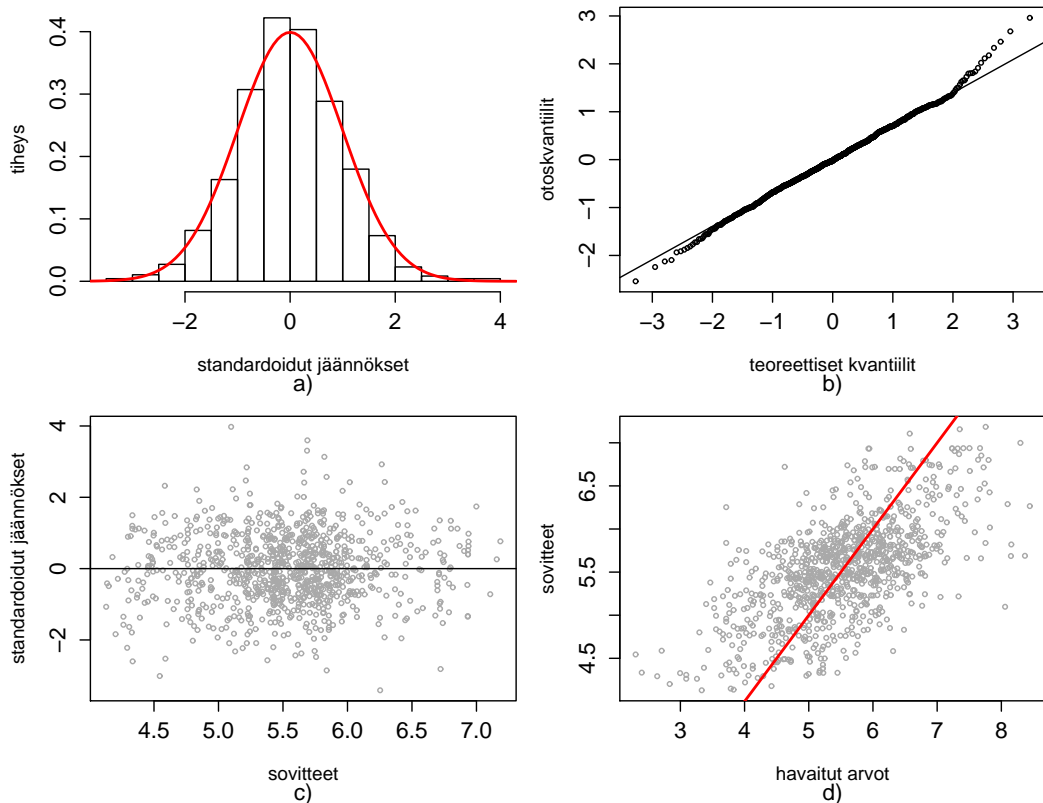 tiheys
0.0 0.1 0.2 0.3 0.4
−2 0 2 4
standardoidut jäännökset
a)
otoskvantiilit
−2 −1 0 1 2 3
−3 −2 −1 0 1 2 3
teoreettiset kvantiilit
b)
standardoidut jäännökset
−2 0 2 4
4.5 5.0 5.5 6.0 6.5 7.0
sovitteet
c)
sovitteet
4.5 5.5 6.5
3 4 5 6 7 8
havaitut arvot
d)